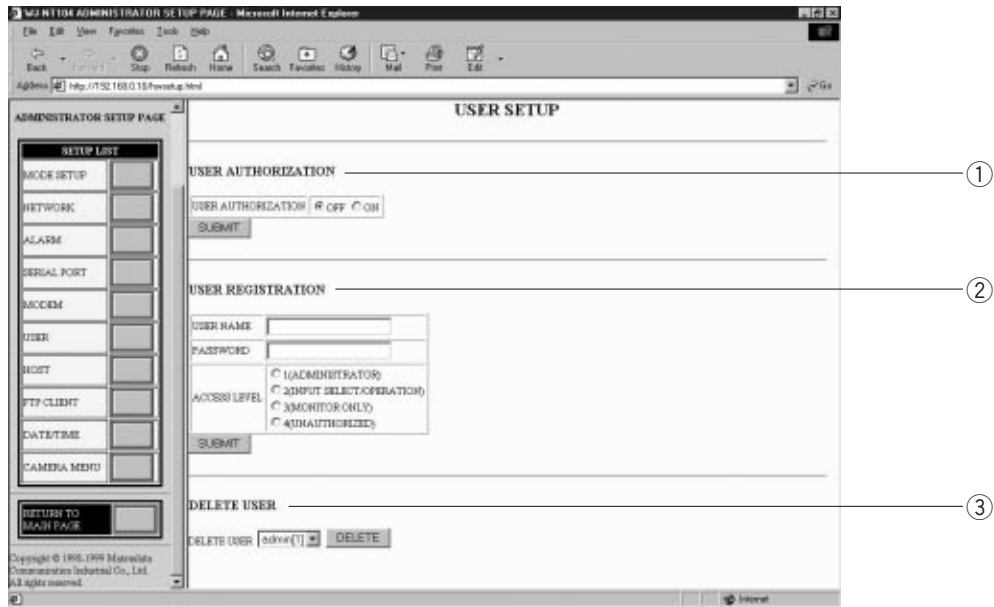 WJ-NT104 ADMINISTRATOR SETUP PAGE - Microsoft Internet Explorer
File Edit View Favorites Tools Help
Back Forward Stop Refresh Home Search Favorites History Mail Print Edit
Address http://192.168.0.10/hwsetup.html Go
ADMINISTRATOR SETUP PAGE
SETUP LIST
MODE SETUP
NETWORK
ALARM
SERIAL PORT
MODEM
USER
HOST
FTP CLIENT
DATE/TIME
CAMERA MENU
RETURN TO
MAIN PAGE
Copyright © 1998-1999 Matsushita
Communication Industrial Co., Ltd.
All rights reserved.
USER SETUP
USER AUTHORIZATION
1
USER AUTHORIZATION OFF ON
SUBMIT
USER REGISTRATION
2
USER NAME
PASSWORD
ACCESS LEVEL
1(ADMINISTRATOR)
2(INPUT SELECT/OPERATION)
3(MONITOR ONLY)
4(UNAUTHORIZED)
SUBMIT
DELETE USER
3
DELETE USER admin[1] DELETE
Internet